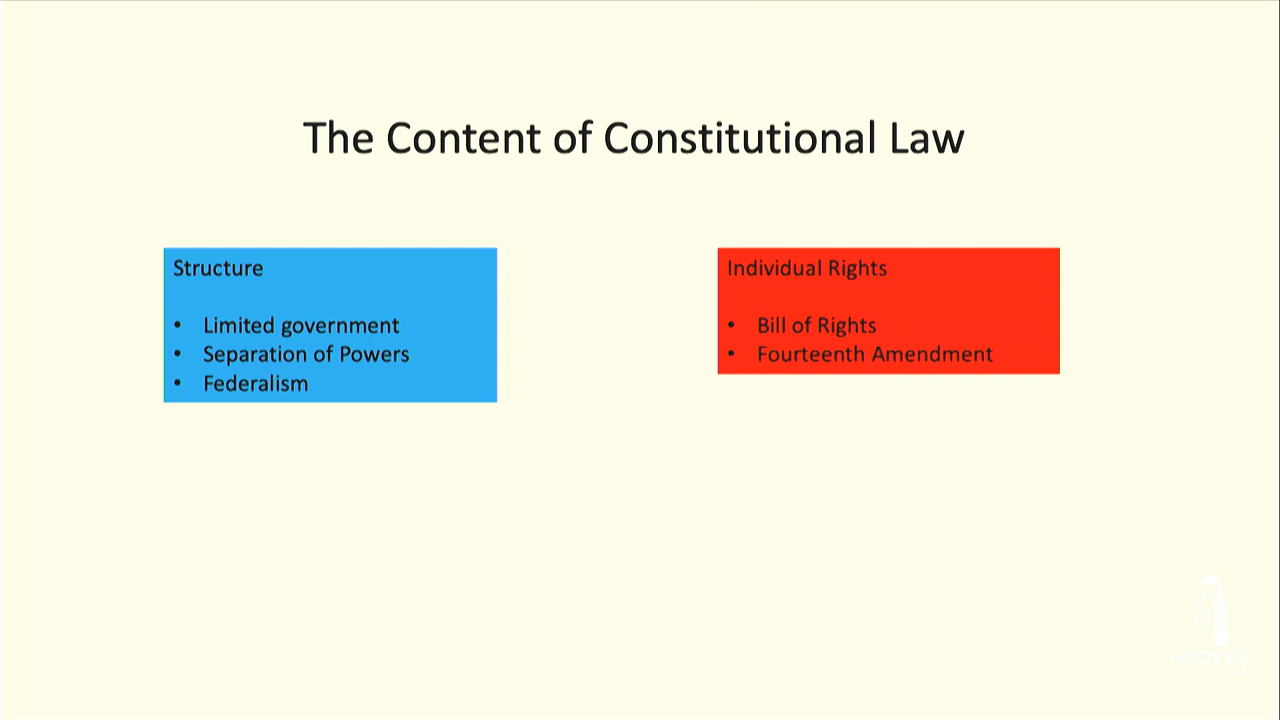 The Content of Constitutional Law
Structure
• Limited government
• Separation of Powers
• Federalism
Individual Rights
• Bill of Rights
• Fourteenth Amendment
HOOVER